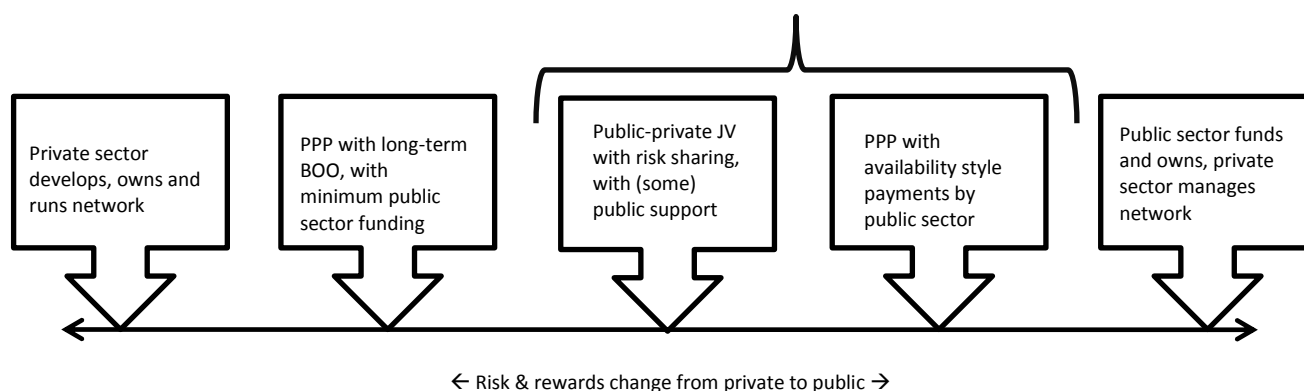 Private sector
develops, owns and
runs network
PPP with long-term
BOO, with
minimum public
sector funding
Public-private JV
with risk sharing,
with (some)
public support
PPP with
availability style
payments by
public sector
Public sector funds
and owns, private
sector manages
network
← Risk & rewards change from private to public →